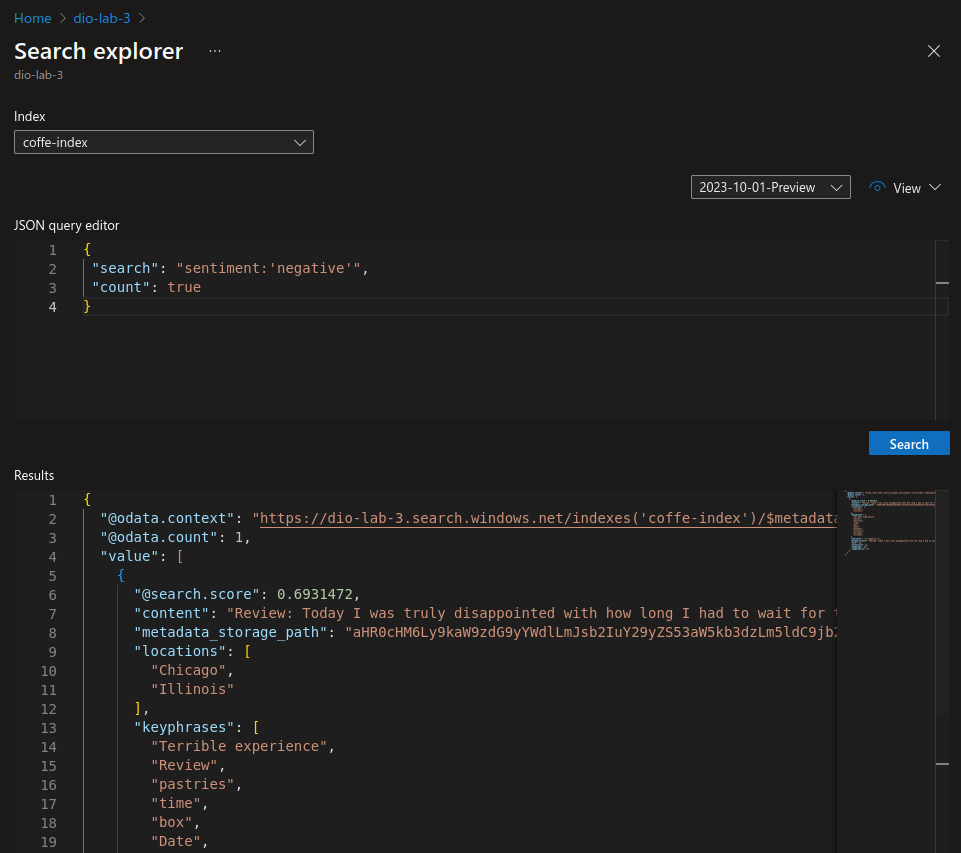 Home > dio-lab-3 >
Search explorer ...
dio-lab-3
Index
coffe-index
2023-10-01-Preview View
JSON query editor
1 {
2 "search": "sentiment:'negative'",
3 "count": true
4 }
Search
Results
1 {
2 "@odata.context": "https://dio-lab-3.search.windows.net/indexes('coffe-index')/$metadata
3 "@odata.count": 1,
4 "value": [
5 {
6 "@search.score": 0.6931472,
7 "content": "Review: Today I was truly disappointed with how long I had to wait for
8 "metadata_storage_path": "aHR0cHM6Ly9kaW9zdG9yYWdlLmJsb2IuY29yZS53aW5kb3dzLm5ldC9jb2
9 "locations": [
10 "Chicago",
11 "Illinois"
12 ],
13 "keyphrases": [
14 "Terrible experience",
15 "Review",
16 "pastries",
17 "time",
18 "box",
19 "Date",